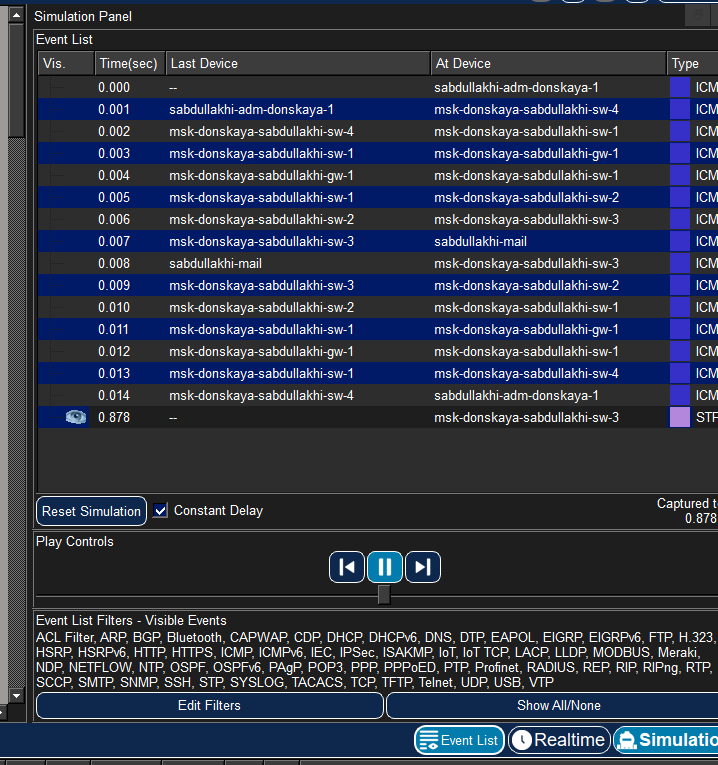 Simulation Panel
Event List
Vis. Time(sec) Last Device At Device Type
0.000 -- sabdullakhi-adm-donskaya-1 ICM
0.001 sabdullakhi-adm-donskaya-1 msk-donskaya-sabdullakhi-sw-4 ICM
0.002 msk-donskaya-sabdullakhi-sw-4 msk-donskaya-sabdullakhi-sw-1 ICM
0.003 msk-donskaya-sabdullakhi-sw-1 msk-donskaya-sabdullakhi-gw-1 ICM
0.004 msk-donskaya-sabdullakhi-gw-1 msk-donskaya-sabdullakhi-sw-1 ICM
0.005 msk-donskaya-sabdullakhi-sw-1 msk-donskaya-sabdullakhi-sw-2 ICM
0.006 msk-donskaya-sabdullakhi-sw-2 msk-donskaya-sabdullakhi-sw-3 ICM
0.007 msk-donskaya-sabdullakhi-sw-3 sabdullakhi-mail ICM
0.008 sabdullakhi-mail msk-donskaya-sabdullakhi-sw-3 ICM
0.009 msk-donskaya-sabdullakhi-sw-3 msk-donskaya-sabdullakhi-sw-2 ICM
0.010 msk-donskaya-sabdullakhi-sw-2 msk-donskaya-sabdullakhi-sw-1 ICM
0.011 msk-donskaya-sabdullakhi-sw-1 msk-donskaya-sabdullakhi-gw-1 ICM
0.012 msk-donskaya-sabdullakhi-gw-1 msk-donskaya-sabdullakhi-sw-1 ICM
0.013 msk-donskaya-sabdullakhi-sw-1 msk-donskaya-sabdullakhi-sw-4 ICM
0.014 msk-donskaya-sabdullakhi-sw-4 sabdullakhi-adm-donskaya-1 ICM
0.878 -- msk-donskaya-sabdullakhi-sw-3 STP
Reset Simulation Constant Delay Captured t
0.878
Play Controls
Event List Filters - Visible Events
ACL Filter, ARP, BGP, Bluetooth, CAPWAP, CDP, DHCP, DHCPv6, DNS, DTP, EAPOL, EIGRP, EIGRPv6, FTP, H.323,
HSRP, HSRPv6, HTTP, HTTPS, ICMP, ICMPv6, IEC, IPSec, ISAKMP, IoT, IoT TCP, LACP, LLDP, MODBUS, Meraki,
NDP, NETFLOW, NTP, OSPF, OSPFv6, PAgP, POP3, PPP, PPPoED, PTP, Profinet, RADIUS, REP, RIP, RIPng, RTP,
SCCP, SMTP, SNMP, SSH, STP, SYSLOG, TACACS, TCP, TFTP, Telnet, UDP, USB, VTP
Edit Filters Show All/None
Event List Realtime Simulatio